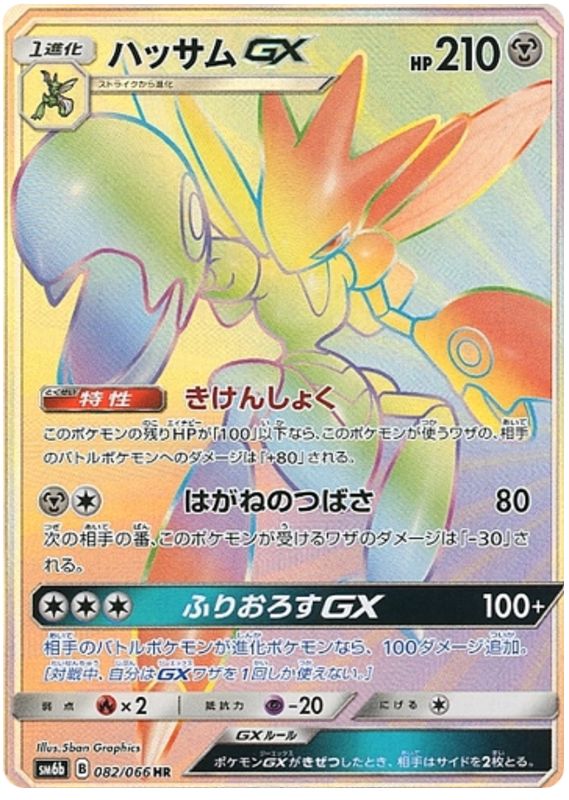 1進化 ハッサムGX HP210
ストライクから進化
とくせい 特性 きけんしょく
このポケモンの残りHPが「100」以下なら、このポケモンが使うワザの、相手
のバトルポケモンへのダメージは「+80」される。
はがねのつばさ 80
次の相手の番、このポケモンが受けるワザのダメージは「-30」さ
れる。
ふりおろすGX 100+
相手のバトルポケモンが進化ポケモンなら、100ダメージ追加。
[対戦中、自分はGXワザを1回しか使えない。]
弱点 ×2 抵抗力 -20 にげる
GXルール
Illus. 5ban Graphics
ポケモンGXがきぜつしたとき、相手はサイドを2枚とる。
sm6b B 082/066 HR